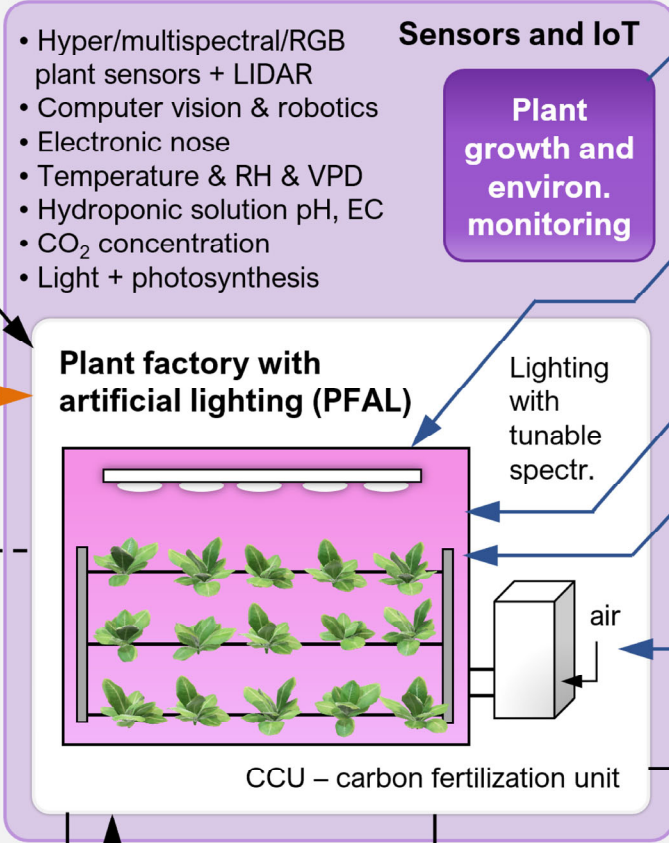 • Hyper/multispectral/RGB
plant sensors + LIDAR
• Computer vision & robotics
• Electronic nose
• Temperature & RH & VPD
• Hydroponic solution pH, EC
• CO₂ concentration
• Light + photosynthesis
Sensors and IoT
Plant
growth and
environ.
monitoring
Plant factory with
artificial lighting (PFAL)
Lighting
with
tunable
spectr.
air
CCU – carbon fertilization unit